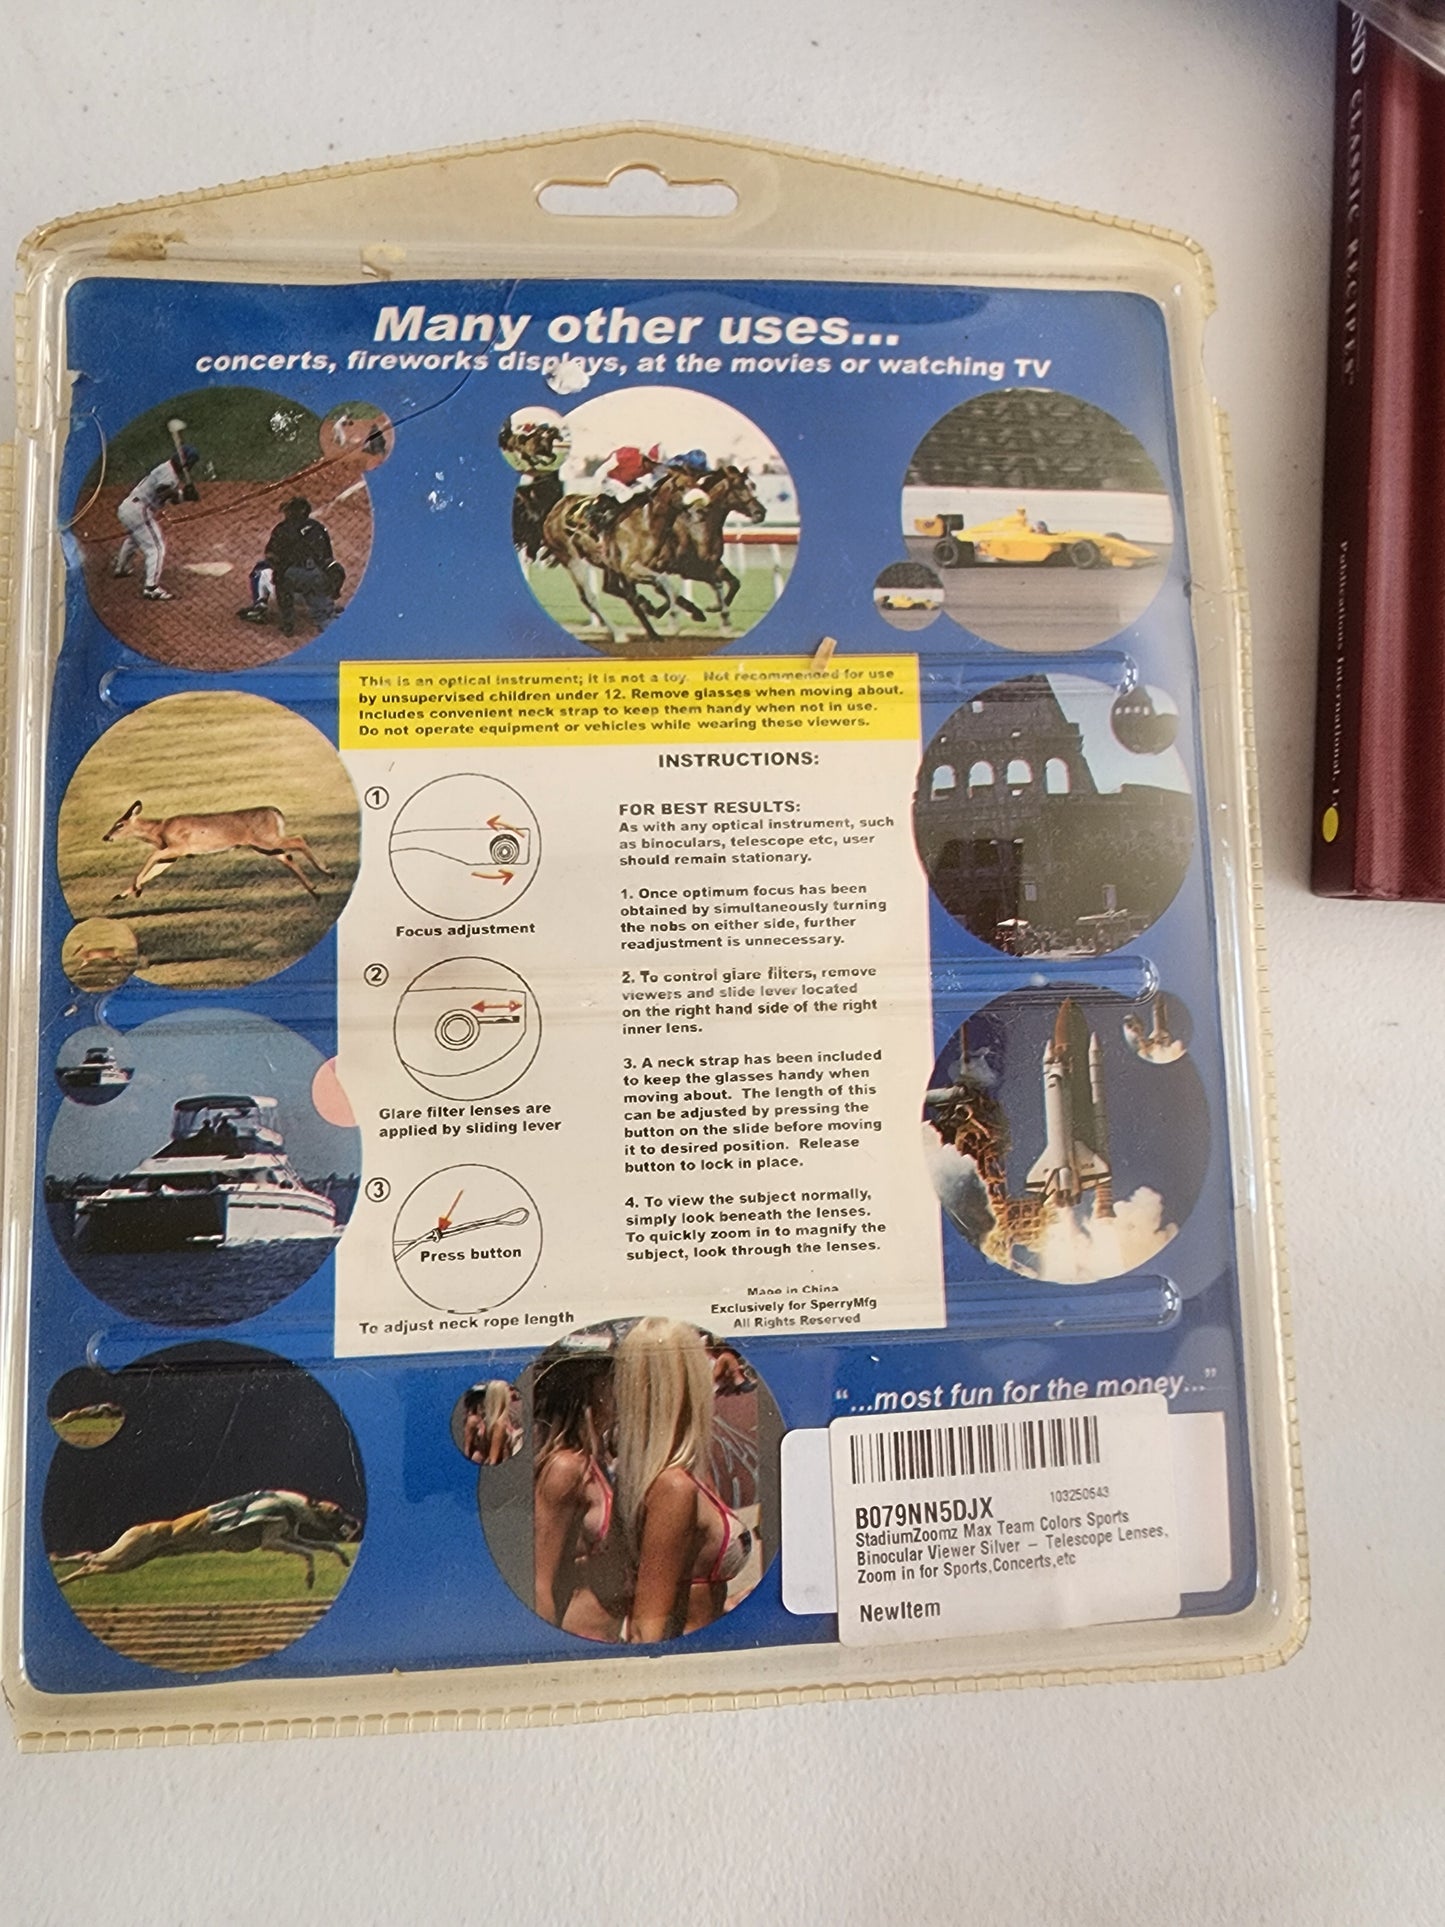 Many other uses...
concerts, fireworks displays, at the movies or watching TV
This is an optical instrument; it is not a toy. Not recommended for use
by unsupervised children under 12. Remove glasses when moving about.
Includes convenient neck strap to keep them handy when not in use.
Do not operate equipment or vehicles while wearing these viewers.
INSTRUCTIONS:
1
Focus adjustment
2
Glare filter lenses are
applied by sliding lever
3
Press button
To adjust neck rope length
FOR BEST RESULTS:
As with any optical instrument, such
as binoculars, telescope etc, user
should remain stationary.
1. Once optimum focus has been
obtained by simultaneously turning
the nobs on either side, further
readjustment is unnecessary.
2. To control glare filters, remove
viewers and slide lever located
on the right hand side of the right
inner lens.
3. A neck strap has been included
to keep the glasses handy when
moving about. The length of this
can be adjusted by pressing the
button on the slide before moving
it to desired position. Release
button to lock in place.
4. To view the subject normally,
simply look beneath the lenses.
To quickly zoom in to magnify the
subject, look through the lenses.
Made in China
Exclusively for SperryMfg
All Rights Reserved
"...most fun for the money..."
103250543
B079NN5DJX
StadiumZoomz Max Team Colors Sports
Binocular Viewer Silver – Telescope Lenses,
Zoom in for Sports,Concerts,etc
NewItem
CLASSIC RECIPES
Publications International, L